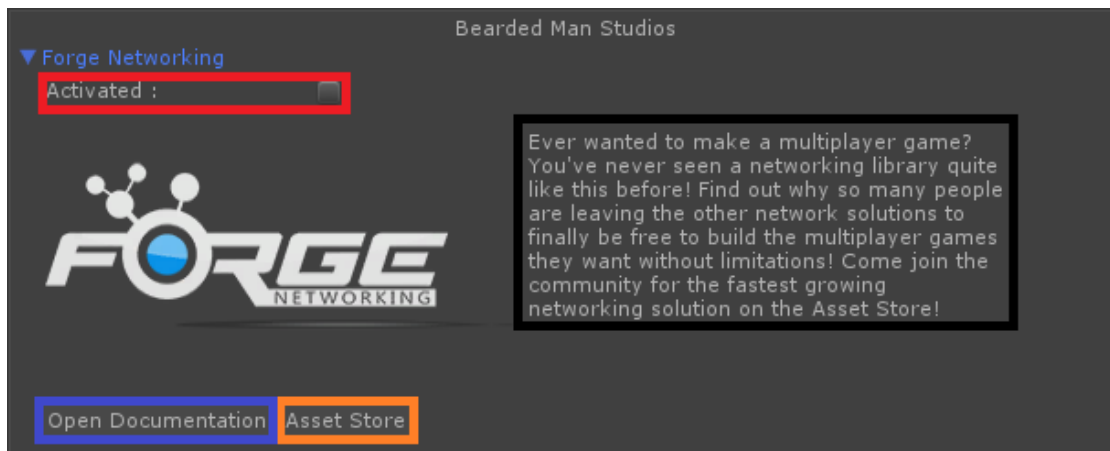 Bearded Man Studios
Forge Networking
Activated :
FORGE
NETWORKING
Ever wanted to make a multiplayer game?
You've never seen a networking library quite
like this before! Find out why so many people
are leaving the other network solutions to
finally be free to build the multiplayer games
they want without limitations! Come join the
community for the fastest growing
networking solution on the Asset Store!
Open Documentation Asset Store